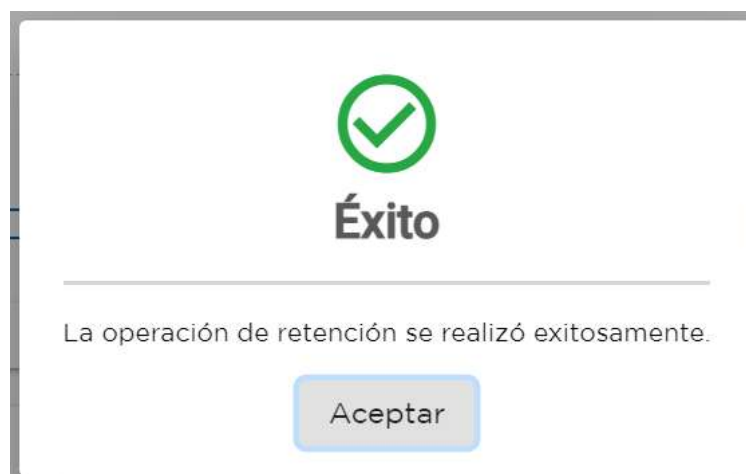 Éxito
La operación de retención se realizó exitosamente.
Aceptar